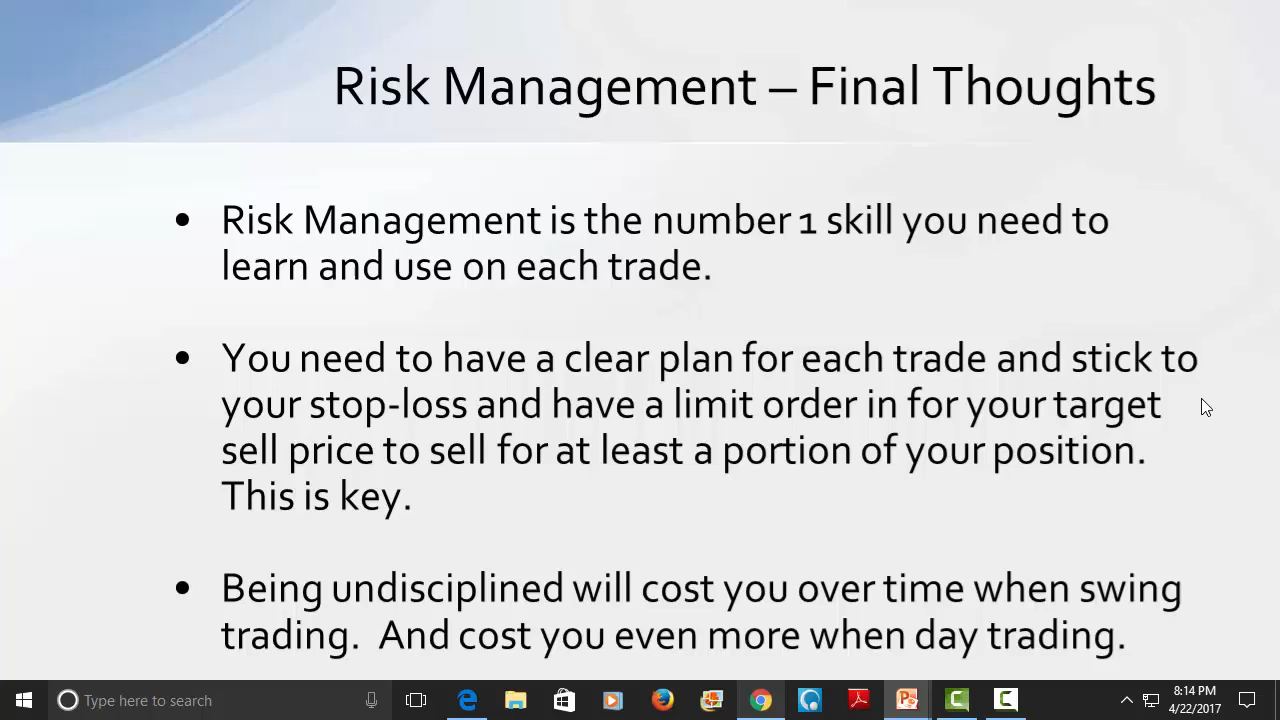 Risk Management – Final Thoughts
• Risk Management is the number 1 skill you need to
learn and use on each trade.
• You need to have a clear plan for each trade and stick to
your stop-loss and have a limit order in for your target
sell price to sell for at least a portion of your position.
This is key.
• Being undisciplined will cost you over time when swing
trading.  And cost you even more when day trading.
Type here to search
8:14 PM
4/22/2017